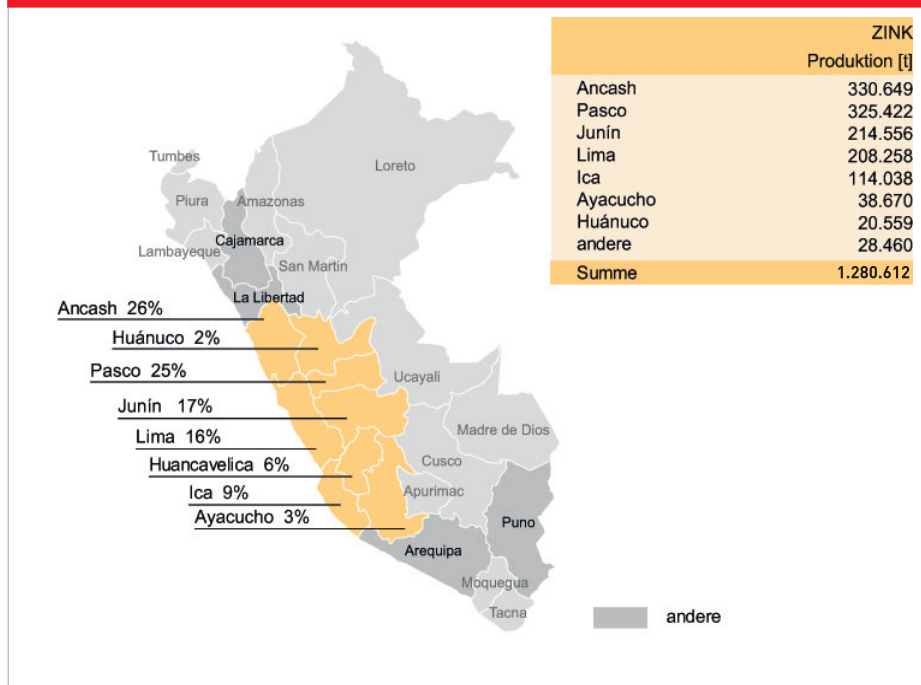 ZINK
Produktion [t]
Ancash 330.649
Pasco 325.422
Junín 214.556
Lima 208.258
Ica 114.038
Ayacucho 38.670
Huánuco 20.559
andere 28.460
Summe 1.280.612
Tumbes
Loreto
Piura
Amazonas
Cajamarca
Lambayeque
San Martín
La Libertad
Ancash 26%
Huánuco 2%
Pasco 25%
Ucayali
Junín 17%
Madre de Dios
Lima 16%
Cusco
Huancavelica 6%
Apurimac
Ica 9%
Ayacucho 3%
Puno
Arequipa
Moquegua
Tacna
andere